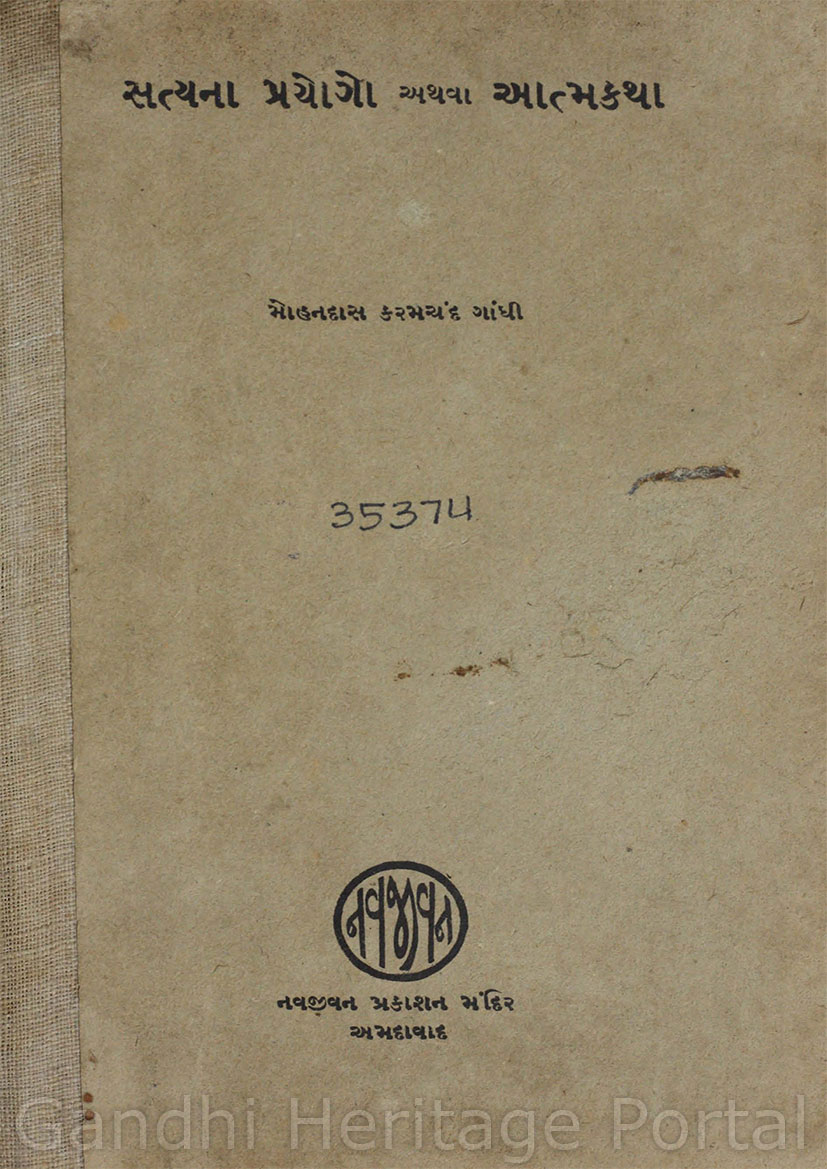 સત્યના પ્રયોગો અથવા આત્મકથા
મોહનદાસ કરમચંદ ગાંધી
35374
નવજીવન
નવજીવન પ્રકાશન મંદિર
અમદાવાદ
Gandhi Heritage Portal